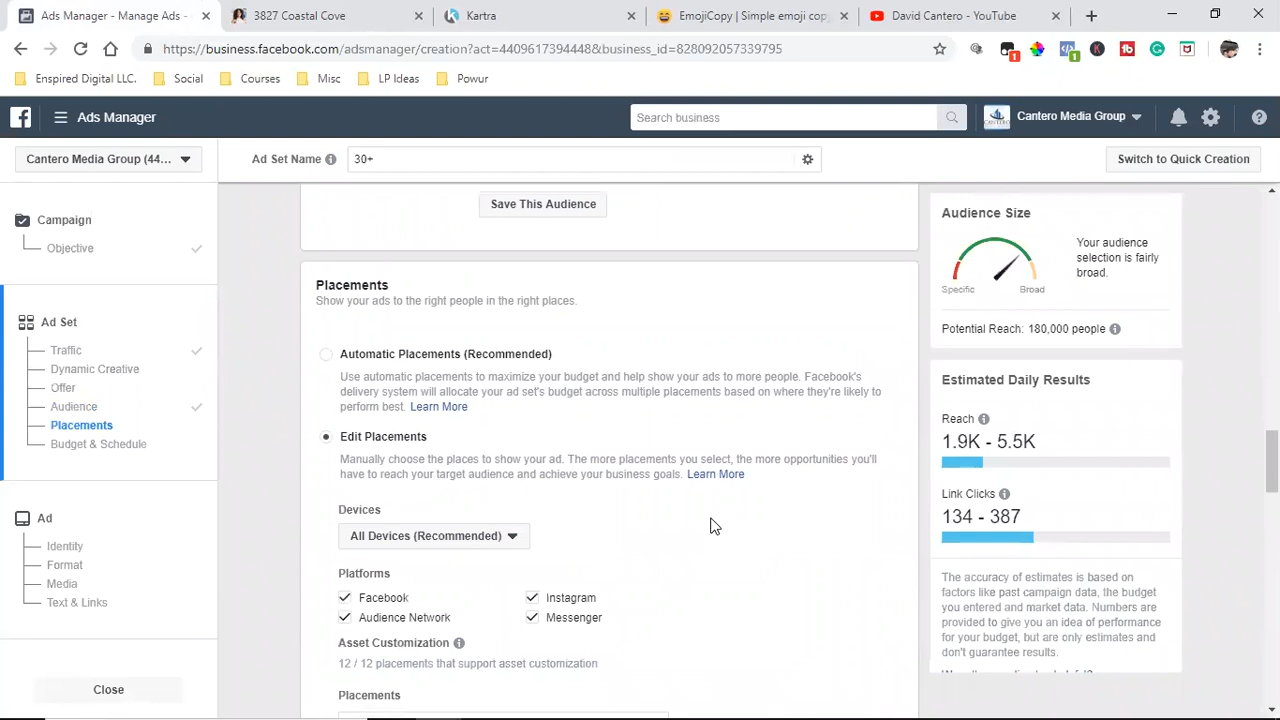 Ads Manager - Manage Ads -
3827 Coastal Cove
Kartra
EmojiCopy | Simple emoji cop
David Cantero - YouTube
https://business.facebook.com/adsmanager/creation?act=4409617394448&business_id=828092057339795
1
1
Enspired Digital LLC.
Social
Courses
Misc
LP Ideas
Powur
Ads Manager
Search business
Cantero Media Group
Cantero Media Group (44...
Ad Set Name
30+
Switch to Quick Creation
Campaign
Objective
Ad Set
Traffic
Dynamic Creative
Offer
Audience
Placements
Budget & Schedule
Ad
Identity
Format
Media
Text & Links
Close
Save This Audience
Placements
Show your ads to the right people in the right places.
Automatic Placements (Recommended)
Use automatic placements to maximize your budget and help show your ads to more people. Facebook's
delivery system will allocate your ad set's budget across multiple placements based on where they're likely to
perform best. Learn More
Edit Placements
Manually choose the places to show your ad. The more placements you select, the more opportunities you'll
have to reach your target audience and achieve your business goals. Learn More
Devices
All Devices (Recommended)
Platforms
Facebook
Instagram
Audience Network
Messenger
Asset Customization
12 / 12 placements that support asset customization
Placements
Audience Size
Your audience
selection is fairly
broad.
Specific
Broad
Potential Reach: 180,000 people
Estimated Daily Results
Reach
1.9K - 5.5K
Link Clicks
134 - 387
The accuracy of estimates is based on
factors like past campaign data, the budget
you entered and market data. Numbers are
provided to give you an idea of performance
for your budget, but are only estimates and
don't guarantee results.